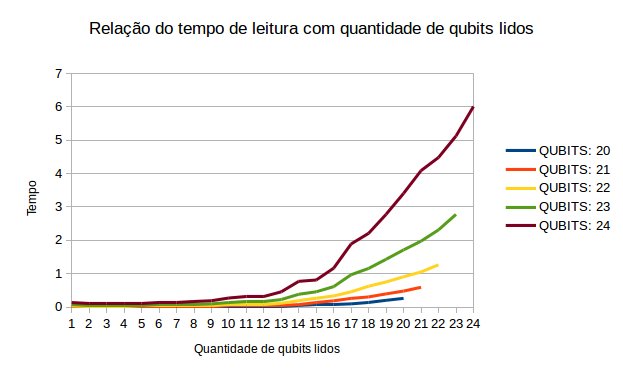 Relação do tempo de leitura com quantidade de qubits lidos
7
6
5
4
3
2
1
0
Tempo
1 2 3 4 5 6 7 8 9 10 11 12 13 14 15 16 17 18 19 20 21 22 23 24
Quantidade de qubits lidos
QUBITS: 20
QUBITS: 21
QUBITS: 22
QUBITS: 23
QUBITS: 24